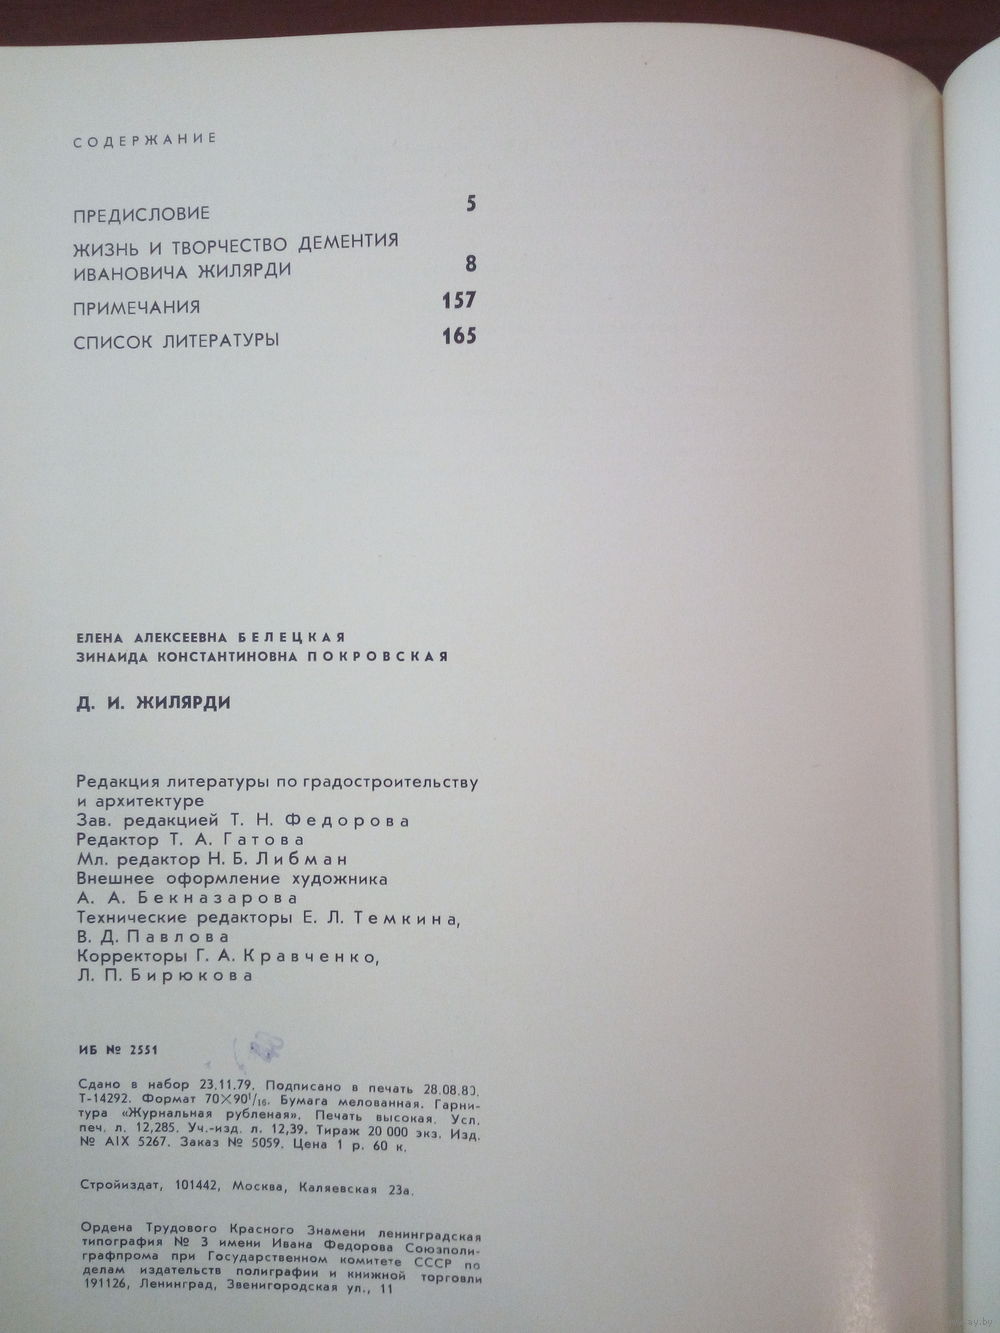 СОДЕРЖАНИЕ
ПРЕДИСЛОВИЕ 5
ЖИЗНЬ И ТВОРЧЕСТВО ДЕМЕНТИЯ
ИВАНОВИЧА ЖИЛЯРДИ 8
ПРИМЕЧАНИЯ 157
СПИСОК ЛИТЕРАТУРЫ 165
ЕЛЕНА АЛЕКСЕЕВНА БЕЛЕЦКАЯ
ЗИНАИДА КОНСТАНТИНОВНА ПОКРОВСКАЯ
Д. И. ЖИЛЯРДИ
Редакция литературы по градостроительству
и архитектуре
Зав. редакцией Т. Н. Федорова
Редактор Т. А. Гатова
Мл. редактор Н. Б. Либман
Внешнее оформление художника
А. А. Бекназарова
Технические редакторы Е. Л. Темкина,
В. Д. Павлова
Корректоры Г. А. Кравченко,
Л. П. Бирюкова
ИБ № 2551
Сдано в набор 23.11.79. Подписано в печать 28.08.80.
Т-14292. Формат 70×90¹/₁₆. Бумага мелованная. Гарни-
тура «Журнальная рубленая». Печать высокая. Усл.
печ. л. 12,285. Уч.-изд. л. 12,39. Тираж 20 000 экз. Изд.
№ AIX 5267. Заказ № 5059. Цена 1 р. 60 к.
Стройиздат, 101442, Москва, Каляевская 23а.
Ордена Трудового Красного Знамени ленинградская
типография № 3 имени Ивана Федорова Союзполи-
графпрома при Государственном комитете СССР по
делам издательств полиграфии и книжной торговли
191126, Ленинград, Звенигородская ул., 11